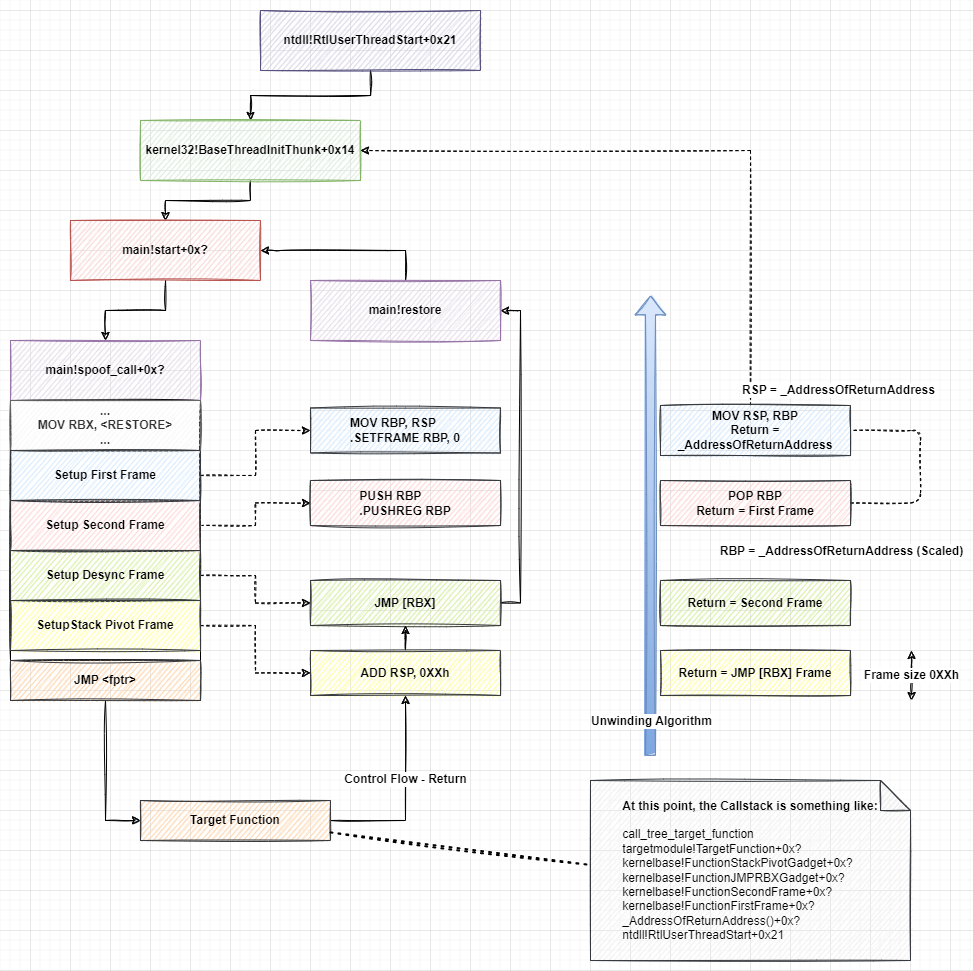 ntdll!RtlUserThreadStart+0x21
kernel32!BaseThreadInitThunk+0x14
main!start+0x?
main!restore
main!spoof_call+0x?
...
MOV RBX, <RESTORE>
...
Setup First Frame
Setup Second Frame
Setup Desync Frame
SetupStack Pivot Frame
JMP <fptr>
MOV RBP, RSP
.SETFRAME RBP, 0
PUSH RBP
.PUSHREG RBP
JMP [RBX]
ADD RSP, 0XXh
Control Flow - Return
Target Function
RSP = _AddressOfReturnAddress
MOV RSP, RBP
Return =
_AddressOfReturnAddress
POP RBP
Return = First Frame
RBP = _AddressOfReturnAddress (Scaled)
Return = Second Frame
Return = JMP [RBX] Frame
Frame size 0XXh
Unwinding Algorithm
At this point, the Callstack is something like:
call_tree_target_function
targetmodule!TargetFunction+0x?
kernelbase!FunctionStackPivotGadget+0x?
kernelbase!FunctionJMPRBXGadget+0x?
kernelbase!FunctionSecondFrame+0x?
kernelbase!FunctionFirstFrame+0x?
_AddressOfReturnAddress()+0x?
ntdll!RtlUserThreadStart+0x21